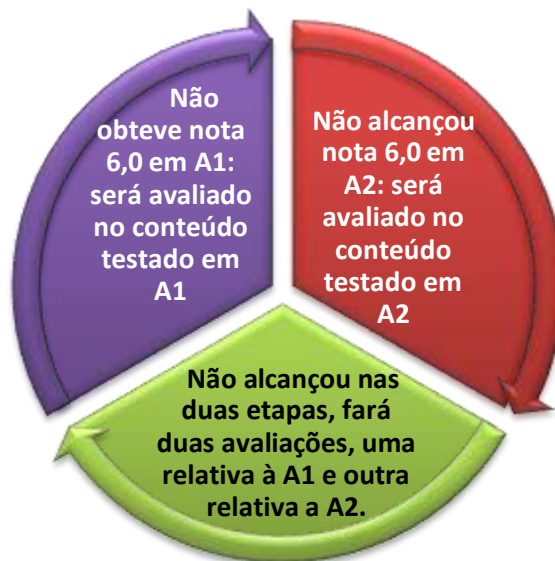 Não
obteve nota
6,0 em A1:
será avaliado
no conteúdo
testado em
A1
Não alcançou
nota 6,0 em
A2: será
avaliado no
conteúdo
testado em
A2
Não alcançou nas
duas etapas, fará
duas avaliações, uma
relativa à A1 e outra
relativa a A2.